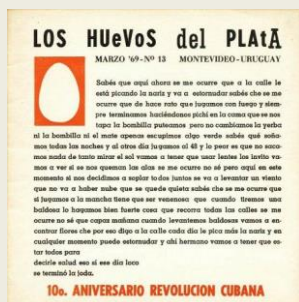 LOS HUeVOS del PLAtA
MARZO '69-Nº 13 MONTEVIDEO-URUGUAY
Sabés que aquí ahora se me ocurre que a la calle le
está picando la nariz y va a estornudar sabés che se me
ocurre que de hace rato que jugamos con fuego y siem-
pre terminamos haciéndonos pichí en la cama que se nos
tapa la bombilla puteamos pero no cambiamos la yerba
ni la bombilla ni el mate apenas escupimos algo verde sabés qué soña-
mos todas las noches y al otro día jugamos al 48 y lo peor es que no saca-
mos nada de tanto mirar el sol vamos a tener que usar lentes los invito va-
mos a ver si se nos queman las alas se me ocurre no sé pero aquí en este
momento si nos decidimos a soplar todos juntos se va a levantar un viento
que no va a haber nube que se quede quieta sabés che se me ocurre que
si jugamos a la mancha tiene que ser venenosa que cuando tiremos una
baldosa lo hagamos bien fuerte cosa que recorra todas las calles se me
ocurre no sé que capaz mañana cuando levantemos baldosas vamos a en-
contrar flores che por eso digo a la calle cada día le pica más la nariz y en
cualquier momento puede estornudar y ahí hermano vamos a tener que es-
tar todos para
decirle salud eso si ese día loco
se terminó la joda.
10o. ANIVERSARIO REVOLUCION CUBANA